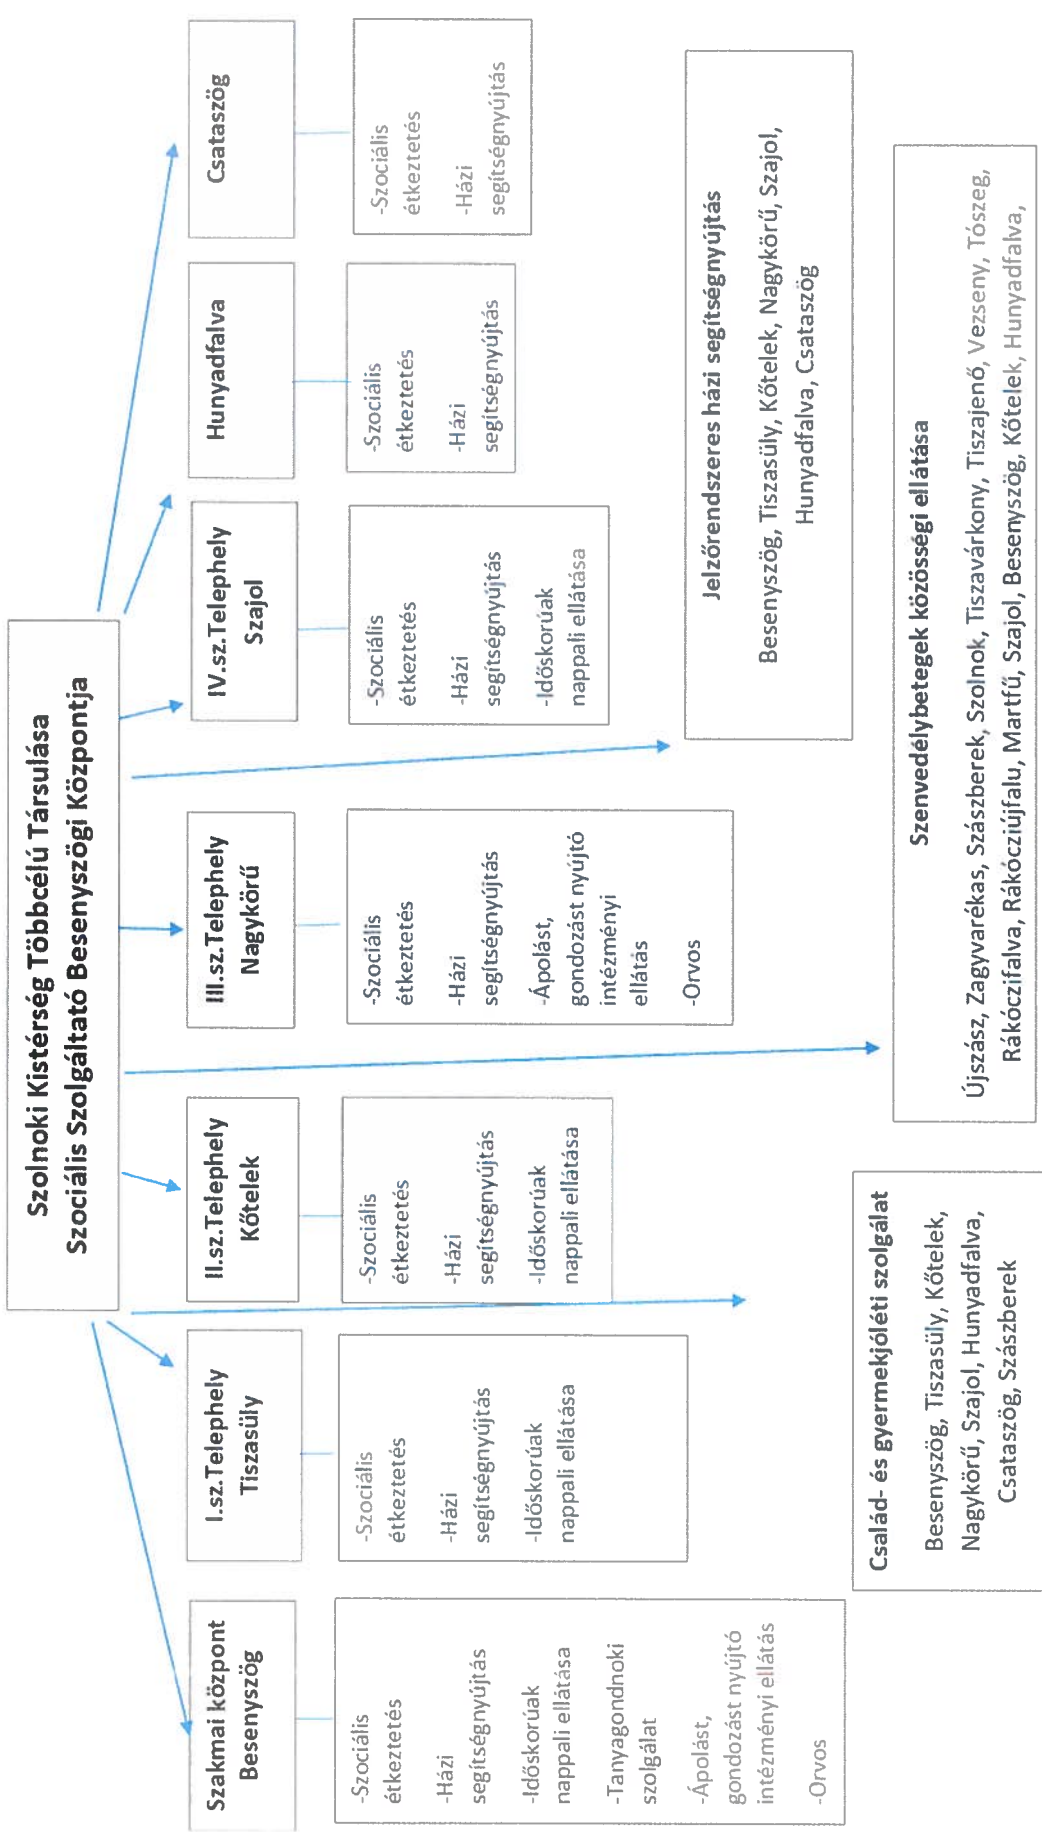 Szolnoki Kistérség Többcélú Társulása
Szociális Szolgáltató Besenyszögi Központja
Szakmai központ
Besenyszög
-Szociális
étkeztetés
-Házi
segítségnyújtás
-Időskorúak
nappali ellátása
-Tanyagondnoki
szolgálat
-Ápolást,
gondozást nyújtó
intézményi ellátás
-Orvos
I.sz.Telephely
Tiszasüly
-Szociális
étkeztetés
-Házi
segítségnyújtás
-Időskorúak
nappali ellátása
II.sz.Telephely
Kőtelek
-Szociális
étkeztetés
-Házi
segítségnyújtás
-Időskorúak
nappali ellátása
III.sz.Telephely
Nagykörű
-Szociális
étkeztetés
-Házi
segítségnyújtás
-Ápolást,
gondozást nyújtó
intézményi
ellátás
-Orvos
IV.sz.Telephely
Szajol
-Szociális
étkeztetés
-Házi
segítségnyújtás
-Időskorúak
nappali ellátása
Hunyadfalva
-Szociális
étkeztetés
-Házi
segítségnyújtás
Csataszög
-Szociális
étkeztetés
-Házi
segítségnyújtás
Jelzőrendszeres házi segítségnyújtás
Besenyszög, Tiszasüly, Kőtelek, Nagykörű, Szajol,
Hunyadfalva, Csataszög
Család- és gyermekjóléti szolgálat
Besenyszög, Tiszasüly, Kőtelek,
Nagykörű, Szajol, Hunyadfalva,
Csataszög, Szászberek
Szenvedélybetegek közösségi ellátása
Újszász, Zagyvarékas, Szászberek, Szolnok, Tiszavárkony, Tiszajenő, Vezseny, Tószeg,
Rákóczifalva, Rákócziújfalu, Martfű, Szajol, Besenyszög, Kőtelek, Hunyadfalva,